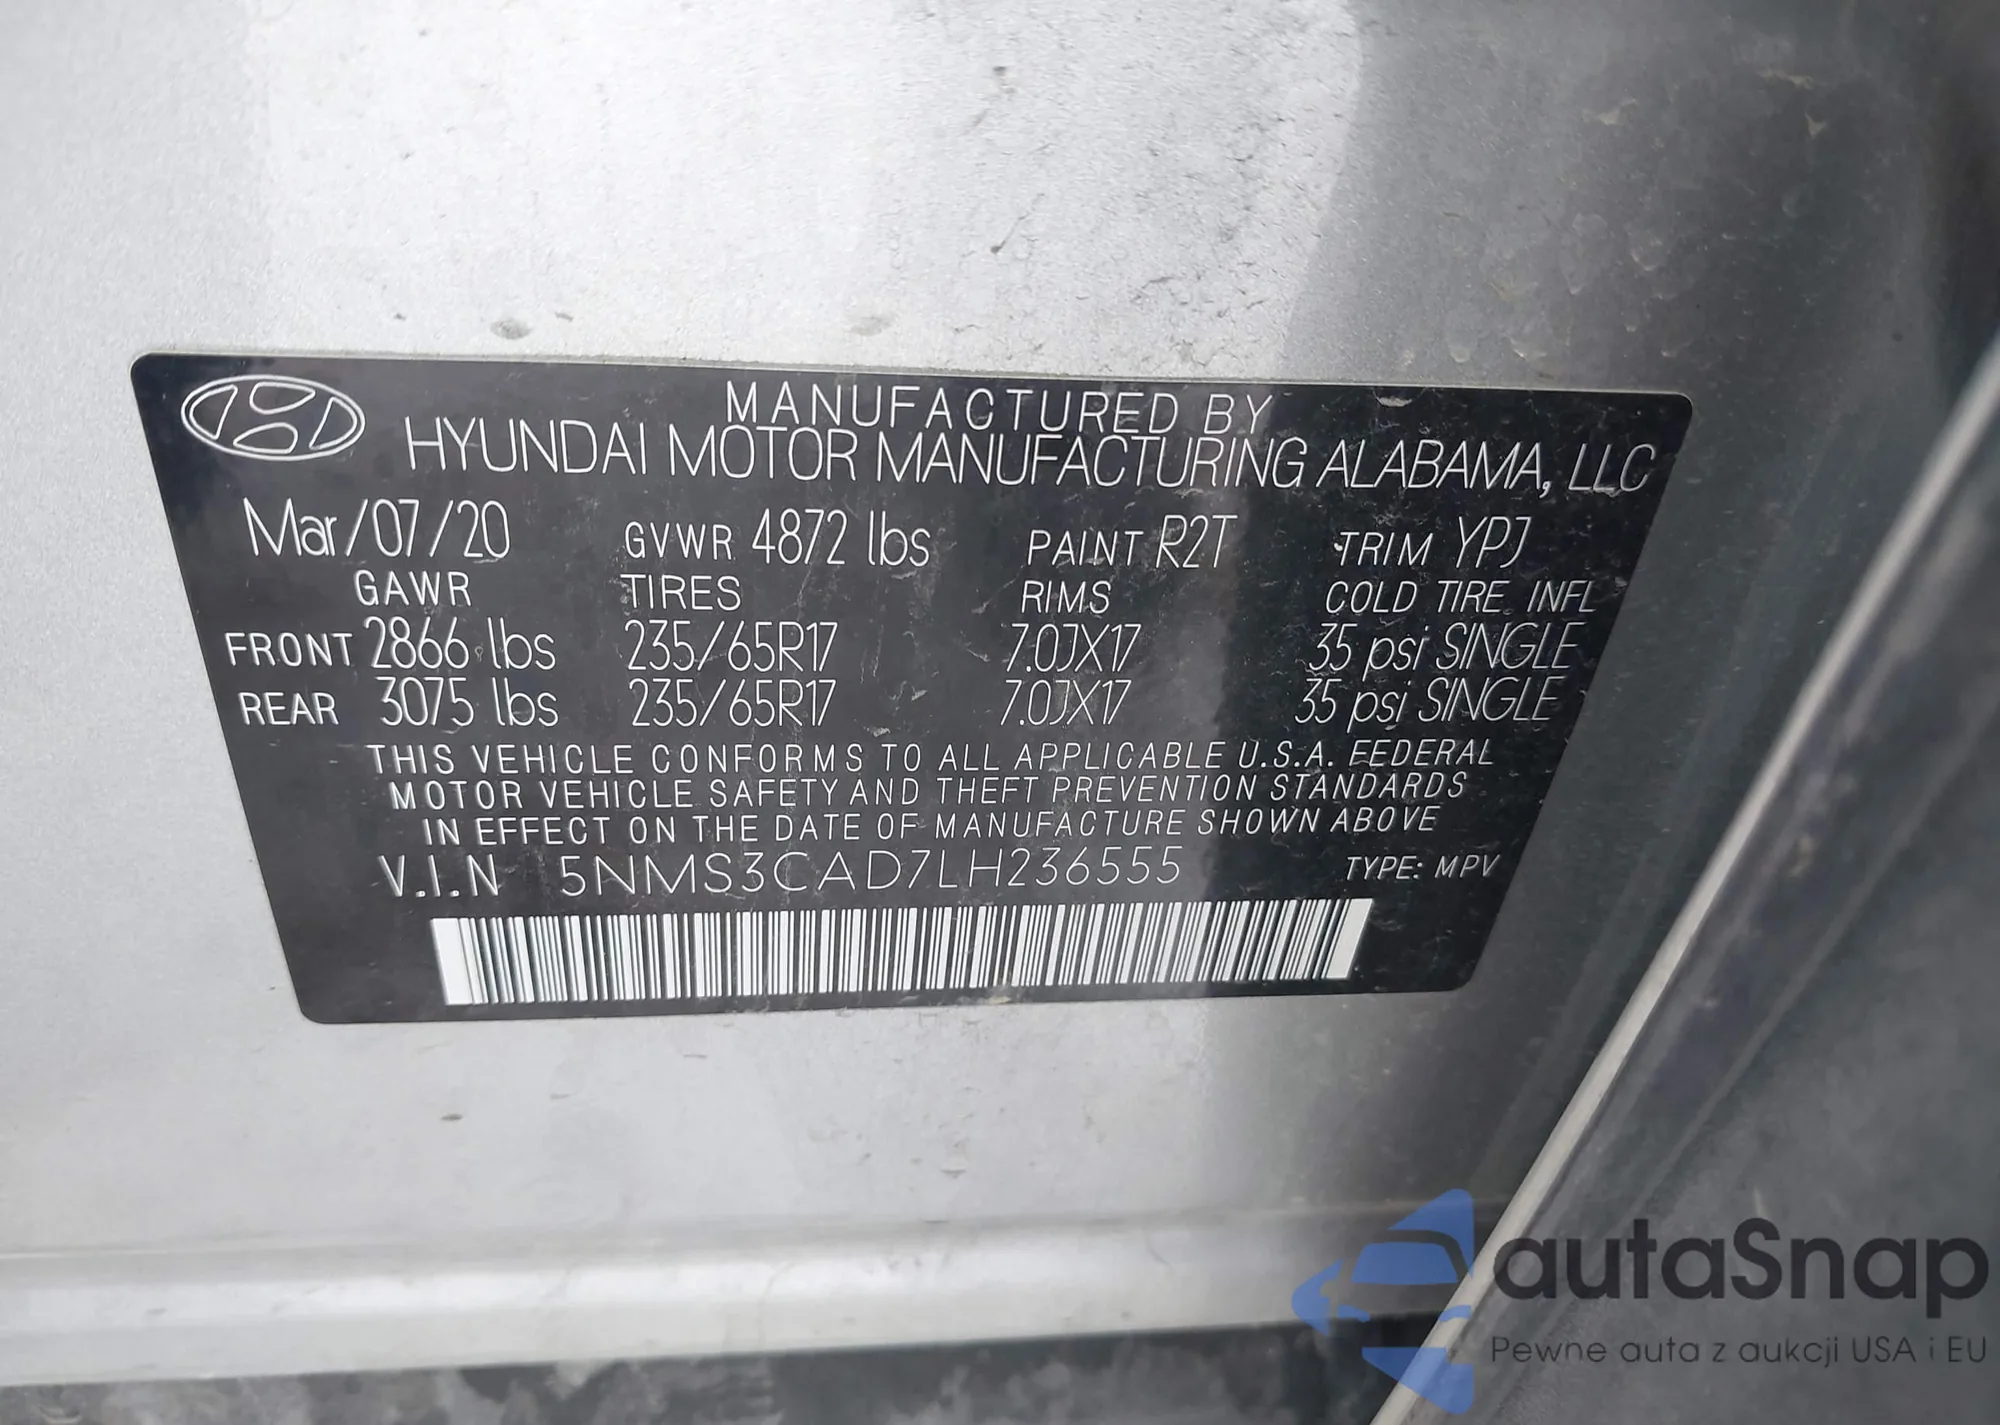 MANUFACTURED BY
HYUNDAI MOTOR MANUFACTURING ALABAMA, LLC
Mar/07/20 GVWR 4872 lbs PAINT R2T TRIM YPJ
GAWR TIRES RIMS COLD TIRE INFL
FRONT 2866 lbs 235/65R17 7.0JX17 35 psi SINGLE
REAR 3075 lbs 235/65R17 7.0JX17 35 psi SINGLE
THIS VEHICLE CONFORMS TO ALL APPLICABLE U.S.A. FEDERAL
MOTOR VEHICLE SAFETY AND THEFT PREVENTION STANDARDS
IN EFFECT ON THE DATE OF MANUFACTURE SHOWN ABOVE
V.I.N 5NMS3CAD7LH236555 TYPE: MPV
autaSnap
Pewne auta z aukcji USA i EU